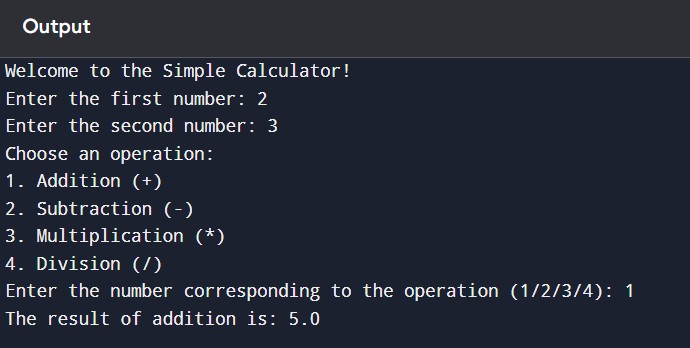 Output
Welcome to the Simple Calculator!
Enter the first number: 2
Enter the second number: 3
Choose an operation:
1. Addition (+)
2. Subtraction (-)
3. Multiplication (*)
4. Division (/)
Enter the number corresponding to the operation (1/2/3/4): 1
The result of addition is: 5.0